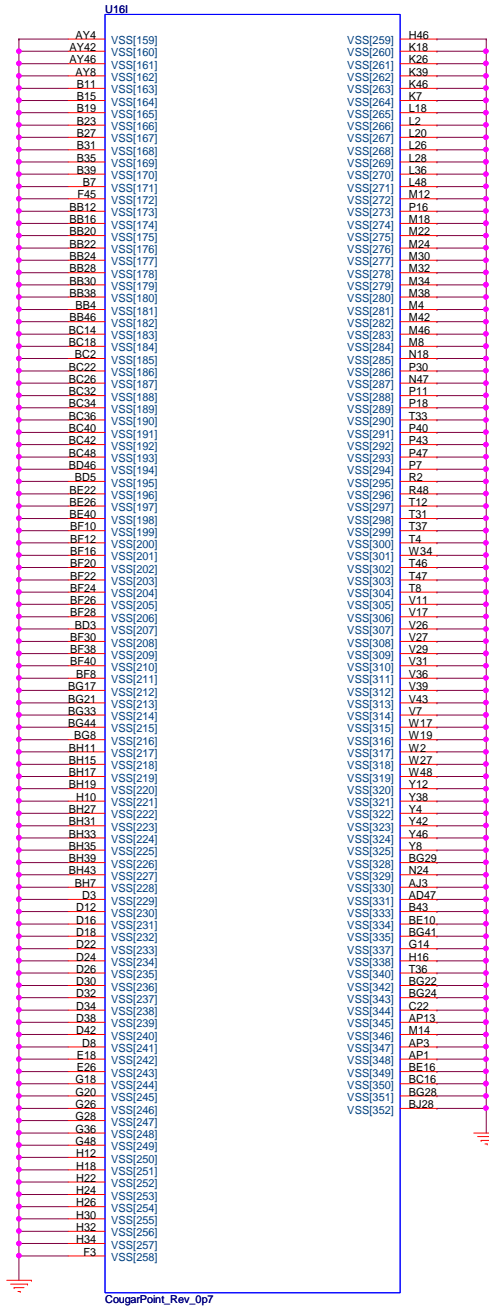 U16I
AY4 VSS[159] VSS[259] H46
AY42 VSS[160] VSS[260] K18
AY46 VSS[161] VSS[261] K26
AY8 VSS[162] VSS[262] K39
B11 VSS[163] VSS[263] K46
B15 VSS[164] VSS[264] K7
B19 VSS[165] VSS[265] L18
B23 VSS[166] VSS[266] L2
B27 VSS[167] VSS[267] L20
B31 VSS[168] VSS[268] L26
B35 VSS[169] VSS[269] L28
B39 VSS[170] VSS[270] L36
B7 VSS[171] VSS[271] L48
F45 VSS[172] VSS[272] M12
BB12 VSS[173] VSS[273] P16
BB16 VSS[174] VSS[274] M18
BB20 VSS[175] VSS[275] M22
BB22 VSS[176] VSS[276] M24
BB24 VSS[177] VSS[277] M30
BB28 VSS[178] VSS[278] M32
BB30 VSS[179] VSS[279] M34
BB38 VSS[180] VSS[280] M38
BB4 VSS[181] VSS[281] M4
BB46 VSS[182] VSS[282] M42
BC14 VSS[183] VSS[283] M46
BC18 VSS[184] VSS[284] M8
BC2 VSS[185] VSS[285] N18
BC22 VSS[186] VSS[286] P30
BC26 VSS[187] VSS[287] N47
BC32 VSS[188] VSS[288] P11
BC34 VSS[189] VSS[289] P18
BC36 VSS[190] VSS[290] T33
BC40 VSS[191] VSS[291] P40
BC42 VSS[192] VSS[292] P43
BC48 VSS[193] VSS[293] P47
BD46 VSS[194] VSS[294] P7
BD5 VSS[195] VSS[295] R2
BE22 VSS[196] VSS[296] R48
BE26 VSS[197] VSS[297] T12
BE40 VSS[198] VSS[298] T31
BF10 VSS[199] VSS[299] T37
BF12 VSS[200] VSS[300] T4
BF16 VSS[201] VSS[301] W34
BF20 VSS[202] VSS[302] T46
BF22 VSS[203] VSS[303] T47
BF24 VSS[204] VSS[304] T8
BF26 VSS[205] VSS[305] V11
BF28 VSS[206] VSS[306] V17
BD3 VSS[207] VSS[307] V26
BF30 VSS[208] VSS[308] V27
BF38 VSS[209] VSS[309] V29
BF40 VSS[210] VSS[310] V31
BF8 VSS[211] VSS[311] V36
BG17 VSS[212] VSS[312] V39
BG21 VSS[213] VSS[313] V43
BG33 VSS[214] VSS[314] V7
BG44 VSS[215] VSS[315] W17
BG8 VSS[216] VSS[316] W19
BH11 VSS[217] VSS[317] W2
BH15 VSS[218] VSS[318] W27
BH17 VSS[219] VSS[319] W48
BH19 VSS[220] VSS[320] Y12
H10 VSS[221] VSS[321] Y38
BH27 VSS[222] VSS[322] Y4
BH31 VSS[223] VSS[323] Y42
BH33 VSS[224] VSS[324] Y46
BH35 VSS[225] VSS[325] Y8
BH39 VSS[226] VSS[328] BG29
BH43 VSS[227] VSS[329] N24
BH7 VSS[228] VSS[330] AJ3
D3 VSS[229] VSS[331] AD47
D12 VSS[230] VSS[333] B43
D16 VSS[231] VSS[334] BE10
D18 VSS[232] VSS[335] BG41
D22 VSS[233] VSS[337] G14
D24 VSS[234] VSS[338] H16
D26 VSS[235] VSS[340] T36
D30 VSS[236] VSS[342] BG22
D32 VSS[237] VSS[343] BG24
D34 VSS[238] VSS[344] C22
D38 VSS[239] VSS[345] AP13
D42 VSS[240] VSS[346] M14
D8 VSS[241] VSS[347] AP3
E18 VSS[242] VSS[348] AP1
E26 VSS[243] VSS[349] BE16
G18 VSS[244] VSS[350] BC16
G20 VSS[245] VSS[351] BG28
G26 VSS[246] VSS[352] BJ28
G28 VSS[247]
G36 VSS[248]
G48 VSS[249]
H12 VSS[250]
H18 VSS[251]
H22 VSS[252]
H24 VSS[253]
H26 VSS[254]
H30 VSS[255]
H32 VSS[256]
H34 VSS[257]
F3 VSS[258]
CougarPoint_Rev_0p7